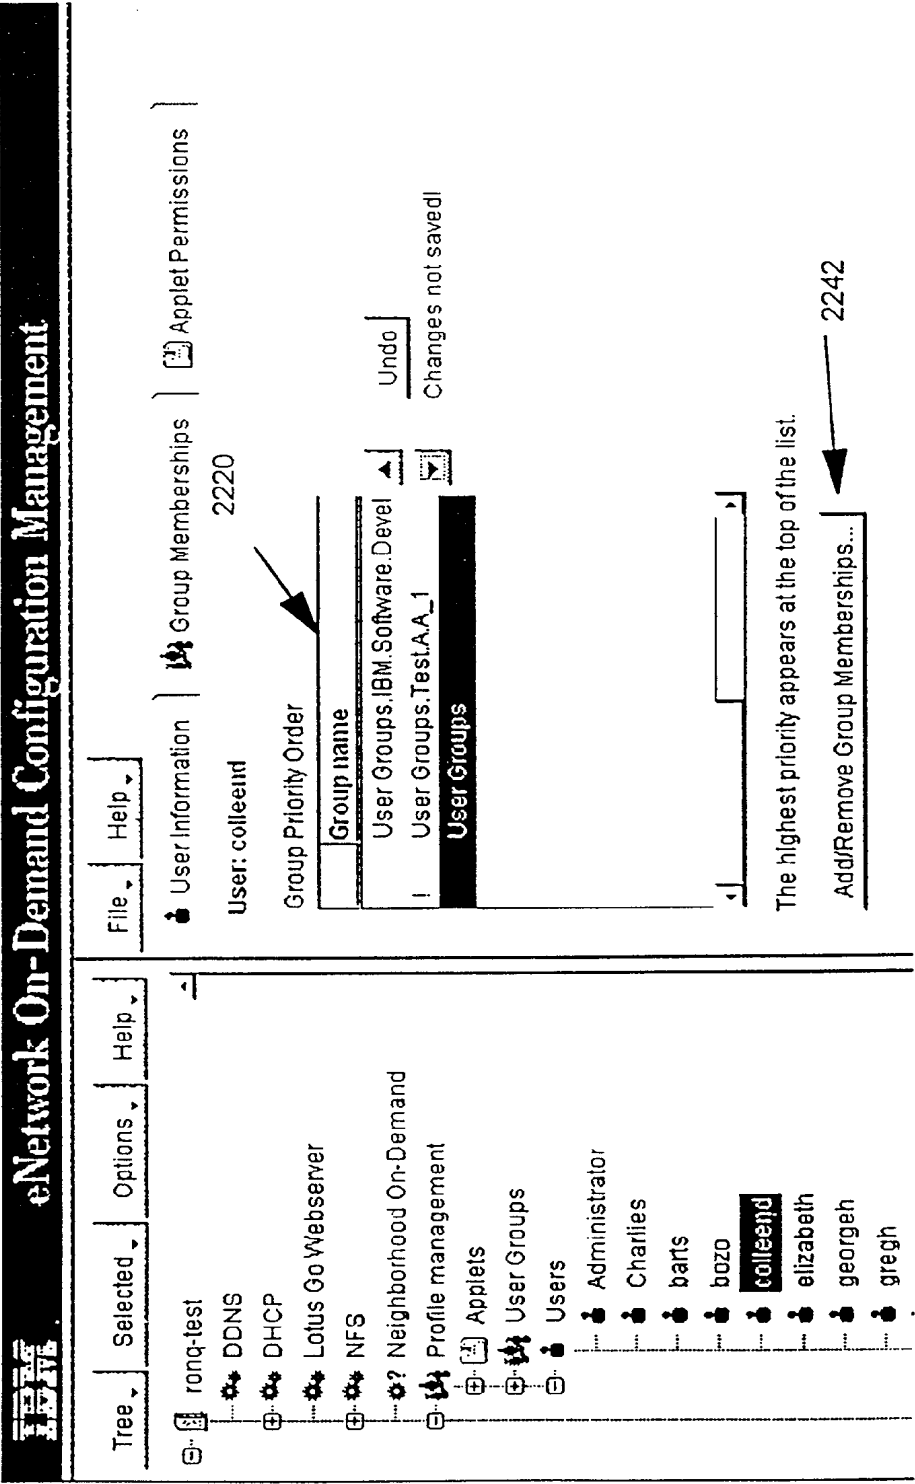 IBM
eNetwork On-Demand Configuration Management
Tree Selected Options Help
ronq-test
DDNS
DHCP
Lotus Go Webserver
NFS
? Neighborhood On-Demand
Profile management
Applets
User Groups
Users
Administrator
Charlies
barts
bozo
colleend
elizabeth
georgeh
gregh
File Help
User Information Group Memberships Applet Permissions
User: colleend
2220
Group Priority Order
Group name
User Groups.IBM.Software.Devel
Undo
! User Groups.Test.A.A_1
Changes not saved!
User Groups
The highest priority appears at the top of the list.
Add/Remove Group Memberships...
2242